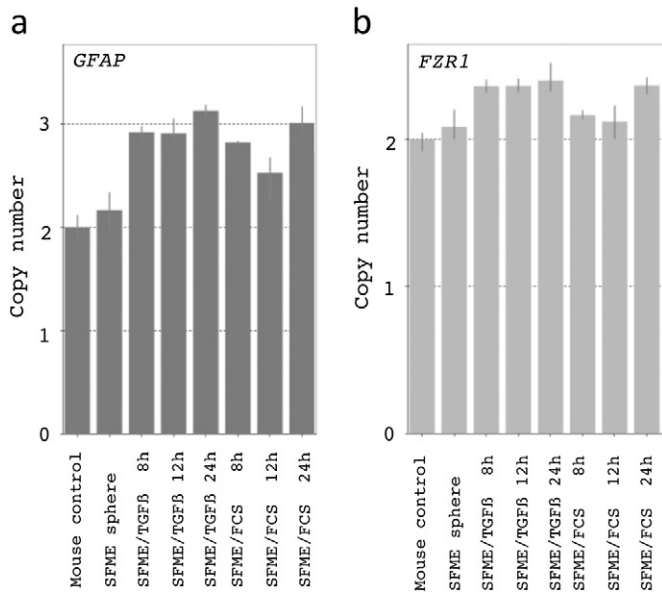 a
GFAP
Copy number
3
2
1
0
Mouse control
SFME sphere
SFME/TGFß 8h
SFME/TGFß 12h
SFME/TGFß 24h
SFME/FCS 8h
SFME/FCS 12h
SFME/FCS 24h
b
FZR1
Copy number
2
1
0
Mouse control
SFME sphere
SFME/TGFß 8h
SFME/TGFß 12h
SFME/TGFß 24h
SFME/FCS 8h
SFME/FCS 12h
SFME/FCS 24h